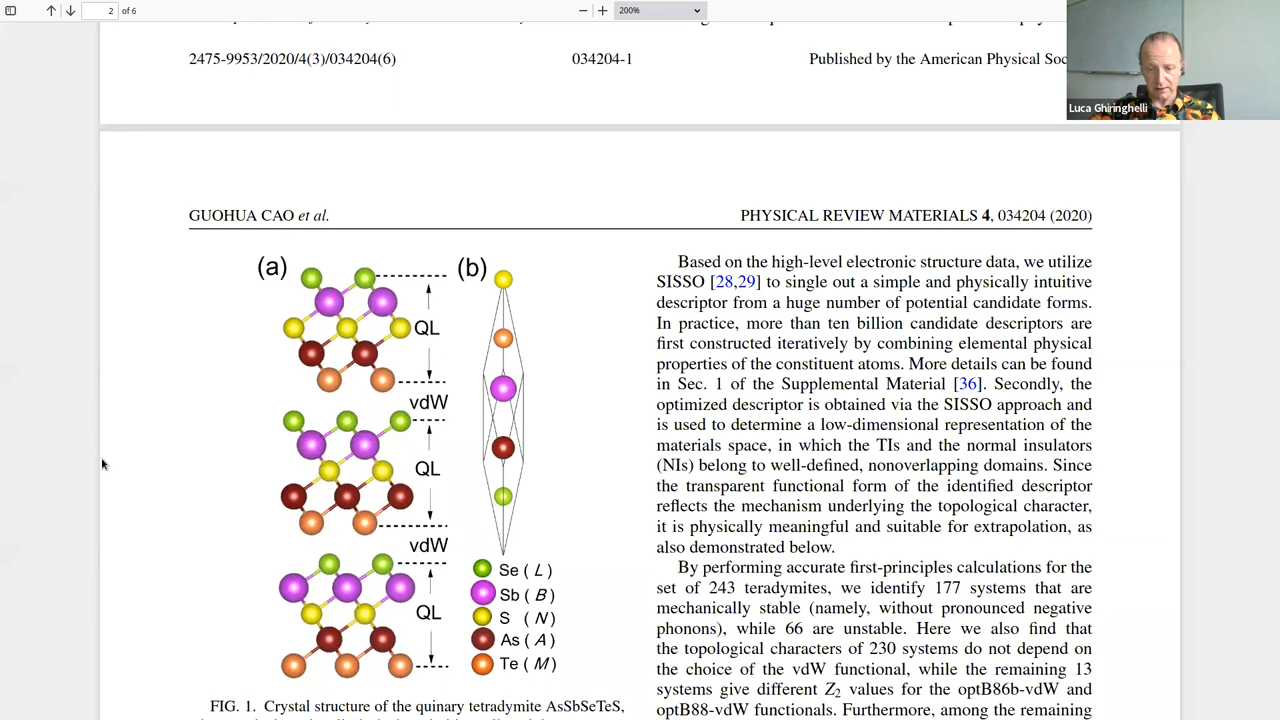 2 of 6
200%
2475-9953/2020/4(3)/034204(6) 034204-1 Published by the American Physical
Luca Ghiringhelli
GUOHUA CAO et al. PHYSICAL REVIEW MATERIALS 4, 034204 (2020)
(a)
QL
vdW
QL
vdW
QL
(b)
Se ( L )
Sb ( B )
S ( N )
As ( A )
Te ( M )
FIG. 1. Crystal structure of the quinary tetradymite AsSbSeTeS,
Based on the high-level electronic structure data, we utilize
SISSO [28,29] to single out a simple and physically intuitive
descriptor from a huge number of potential candidate forms.
In practice, more than ten billion candidate descriptors are
first constructed iteratively by combining elemental physical
properties of the constituent atoms. More details can be found
in Sec. 1 of the Supplemental Material [36]. Secondly, the
optimized descriptor is obtained via the SISSO approach and
is used to determine a low-dimensional representation of the
materials space, in which the TIs and the normal insulators
(NIs) belong to well-defined, nonoverlapping domains. Since
the transparent functional form of the identified descriptor
reflects the mechanism underlying the topological character,
it is physically meaningful and suitable for extrapolation, as
also demonstrated below.
By performing accurate first-principles calculations for the
set of 243 teradymites, we identify 177 systems that are
mechanically stable (namely, without pronounced negative
phonons), while 66 are unstable. Here we also find that
the topological characters of 230 systems do not depend on
the choice of the vdW functional, while the remaining 13
systems give different Z2 values for the optB86b-vdW and
optB88-vdW functionals. Furthermore, among the remaining